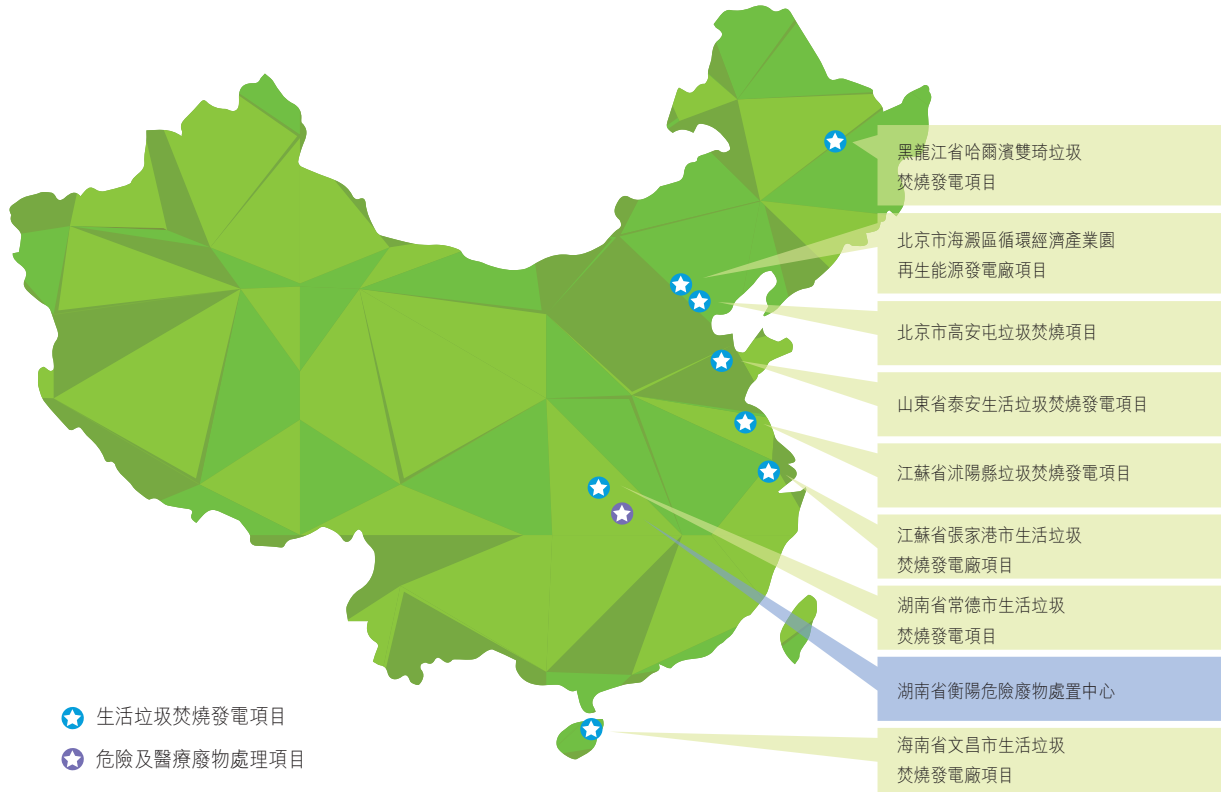 黑龍江省哈爾濱雙琦垃圾
焚燒發電項目
北京市海澱區循環經濟產業園
再生能源發電廠項目
北京市高安屯垃圾焚燒項目
山東省泰安生活垃圾焚燒發電項目
江蘇省沭陽縣垃圾焚燒發電項目
江蘇省張家港市生活垃圾
焚燒發電廠項目
湖南省常德市生活垃圾
焚燒發電項目
湖南省衡陽危險廢物處置中心
海南省文昌市生活垃圾
焚燒發電廠項目
生活垃圾焚燒發電項目
危險及醫療廢物處理項目